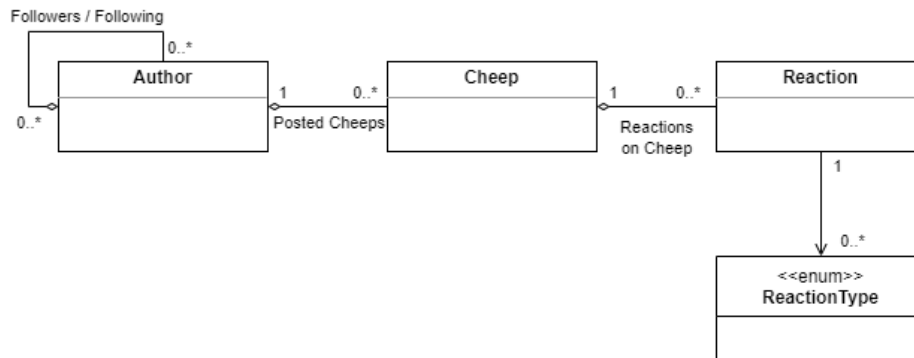 Followers / Following
0..*
Author
Cheep
Reaction
1
0..*
1
0..*
0..*
Posted Cheeps
Reactions
on Cheep
1
0..*
<<enum>>
ReactionType